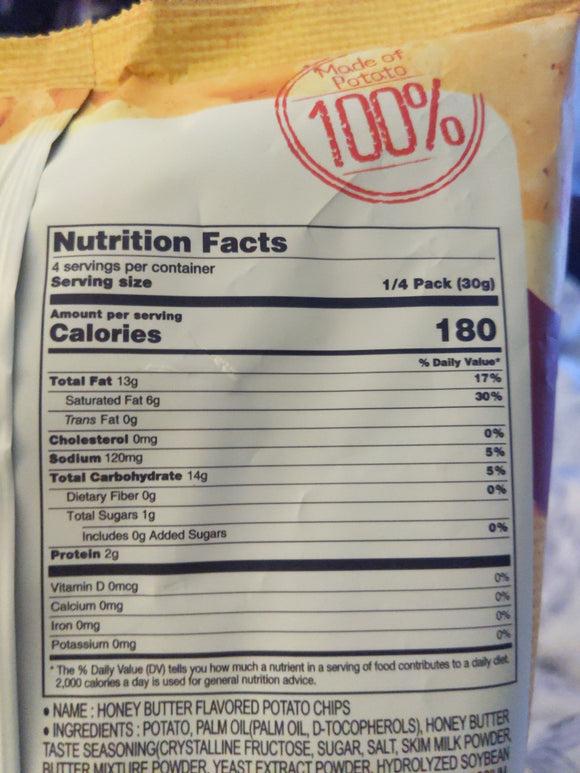 Made of
Potato
100%
Nutrition Facts
4 servings per container
Serving size 1/4 Pack (30g)
Amount per serving
Calories 180
% Daily Value*
Total Fat 13g 17%
Saturated Fat 6g 30%
Trans Fat 0g
Cholesterol 0mg 0%
Sodium 120mg 5%
Total Carbohydrate 14g 5%
Dietary Fiber 0g 0%
Total Sugars 1g
Includes 0g Added Sugars 0%
Protein 2g
Vitamin D 0mcg 0%
Calcium 0mg 0%
Iron 0mg 0%
Potassium 0mg 0%
* The % Daily Value (DV) tells you how much a nutrient in a serving of food contributes to a daily diet.
2,000 calories a day is used for general nutrition advice.
• NAME : HONEY BUTTER FLAVORED POTATO CHIPS
• INGREDIENTS : POTATO, PALM OIL(PALM OIL, D-TOCOPHEROLS), HONEY BUTTER
TASTE SEASONING(CRYSTALLINE FRUCTOSE, SUGAR, SALT, SKIM MILK POWDER,
BUTTER MIXTURE POWDER, YEAST EXTRACT POWDER, HYDROLYZED SOYBEAN